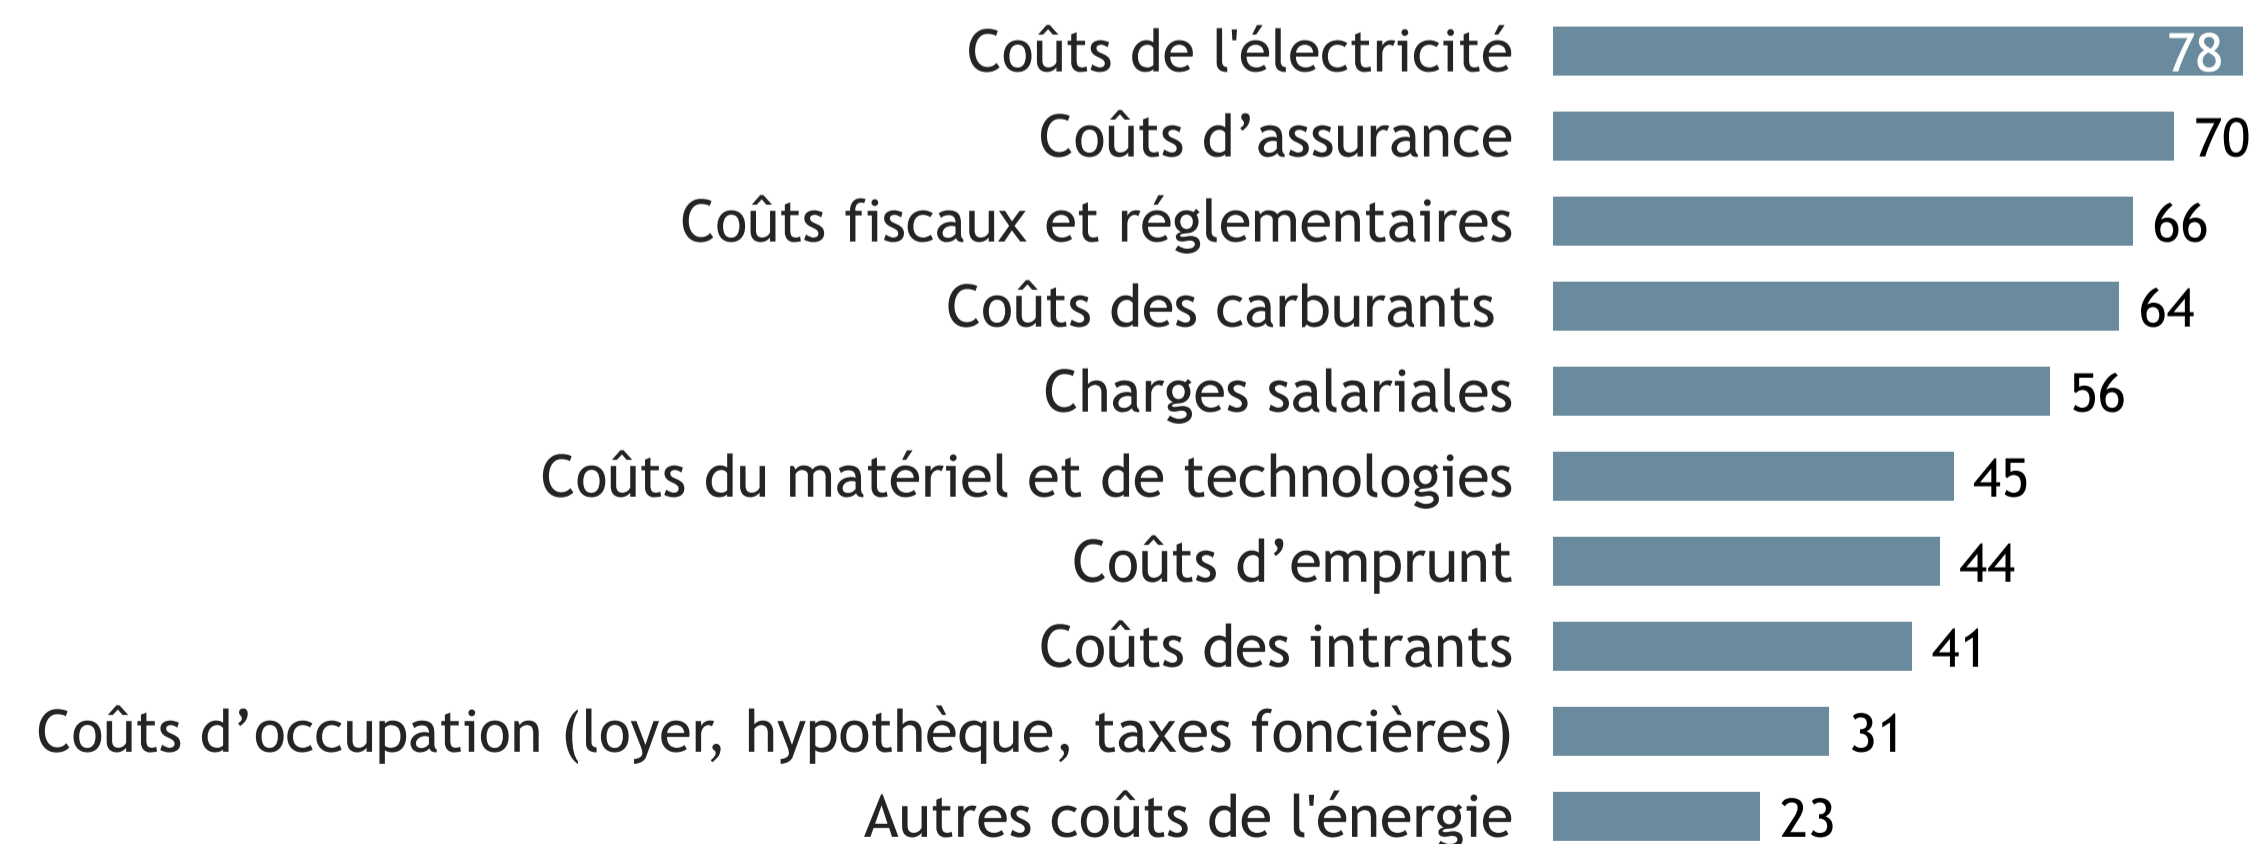 Coûts de l'électricité 78
Coûts d’assurance 70
Coûts fiscaux et réglementaires 66
Coûts des carburants 64
Charges salariales 56
Coûts du matériel et de technologies 45
Coûts d’emprunt 44
Coûts des intrants 41
Coûts d’occupation (loyer, hypothèque, taxes foncières) 31
Autres coûts de l'énergie 23